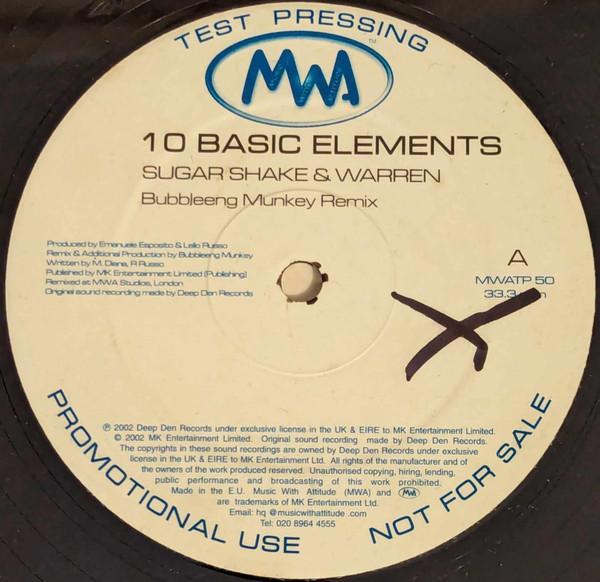 TEST PRESSING
MWA
TM
10 BASIC ELEMENTS
SUGAR SHAKE & WARREN
Bubbleeng Munkey Remix
Produced by Emanuele Esposito & Lello Russo
Remix & Additional Production by Bubbleeng Munkey
Written by M. Diana, R Russo
Published by MK Entertainment Limited (Publishing)
Remixed at MWA Studios, London
Original sound recording made by Deep Den Records
A
MWATP 50
33.3
℗ 2002 Deep Den Records under exclusive license in the UK & EIRE to MK Entertainment Limited.
© 2002 MK Entertainment Limited. Original sound recording made by Deep Den Records.
The copyrights in these sound recordings are owned by Deep Den Records under exclusive
license in the UK & EIRE to MK Entertainment Ltd. All rights of the manufacturer and of
the owners of the work produced reserved. Unauthorised copying, hiring, lending,
public performance and broadcasting of this work prohibited.
Made in the E.U. Music With Attitude (MWA) and MWA
are trademarks of MK Entertainment Ltd.
Email: hq @musicwithattitude .com
Tel: 020 8964 4555
PROMOTIONAL USE
NOT FOR SALE